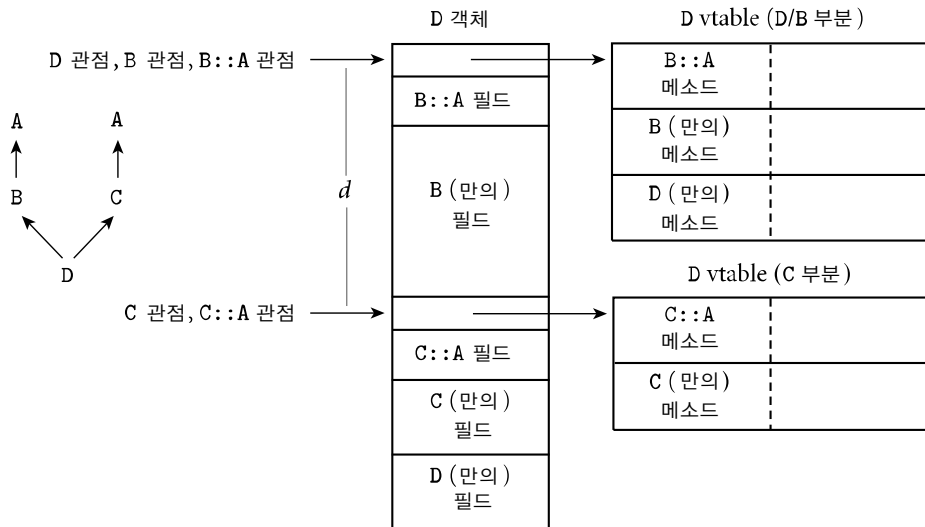 D 객체
D vtable (D/B 부분)
D 관점, B 관점, B::A 관점
B::A
메소드
B::A 필드
A
A
B (만의)
메소드
B
C
d
B (만의)
필드
D (만의)
메소드
D
D vtable (C 부분)
C 관점, C::A 관점
C::A
메소드
C::A 필드
C (만의)
메소드
C (만의)
필드
D (만의)
필드